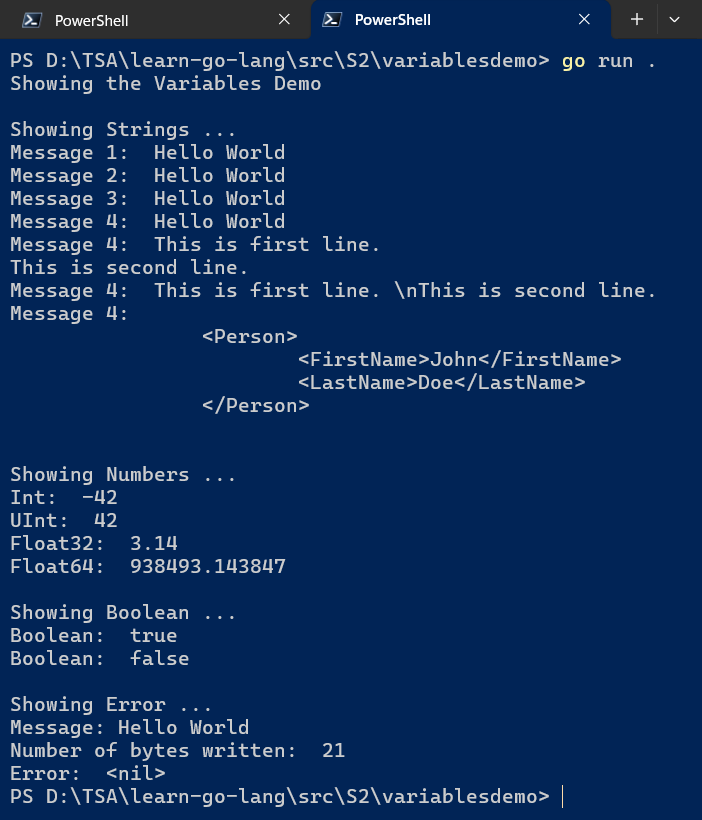 PowerShell
PowerShell
PS D:\TSA\learn-go-lang\src\S2\variablesdemo> go run .
Showing the Variables Demo
Showing Strings ...
Message 1:  Hello World
Message 2:  Hello World
Message 3:  Hello World
Message 4:  Hello World
Message 4:  This is first line.
This is second line.
Message 4:  This is first line. \nThis is second line.
Message 4:
<Person>
<FirstName>John</FirstName>
<LastName>Doe</LastName>
</Person>
Showing Numbers ...
Int:  -42
UInt:  42
Float32:  3.14
Float64:  938493.143847
Showing Boolean ...
Boolean:  true
Boolean:  false
Showing Error ...
Message: Hello World
Number of bytes written:  21
Error:  <nil>
PS D:\TSA\learn-go-lang\src\S2\variablesdemo>